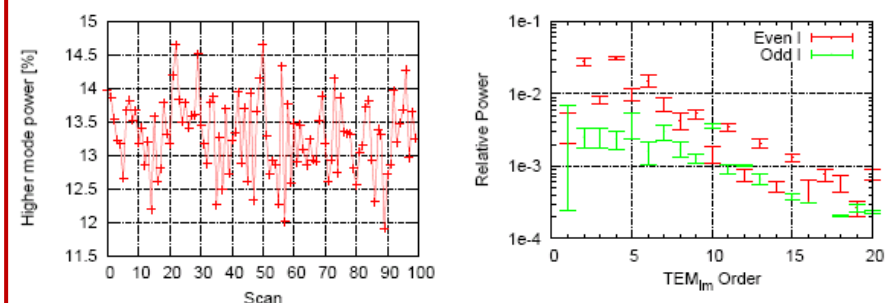 Higher mode power [%]
15
14.5
14
13.5
13
12.5
12
11.5
0 10 20 30 40 50 60 70 80 90 100
Scan
Relative Power
1e-1
1e-2
1e-3
1e-4
Even l
Odd l
0 5 10 15 20
TEMlm Order